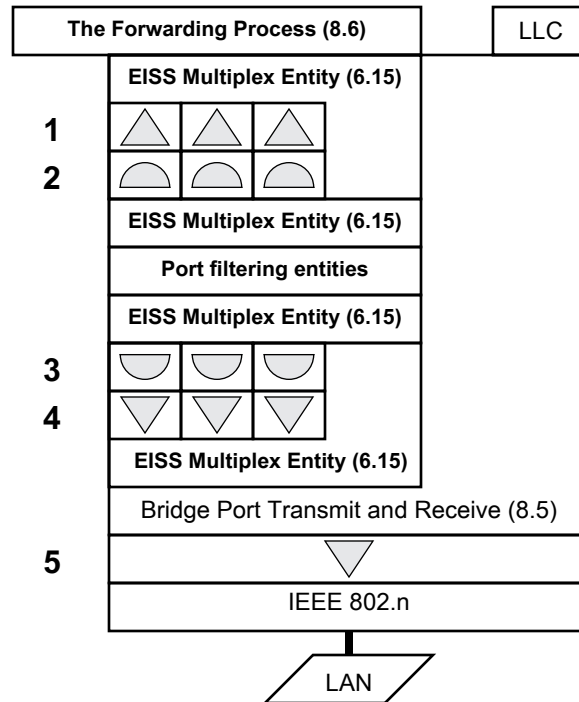 The Forwarding Process (8.6)
LLC
EISS Multiplex Entity (6.15)
1
2
EISS Multiplex Entity (6.15)
Port filtering entities
EISS Multiplex Entity (6.15)
3
4
EISS Multiplex Entity (6.15)
Bridge Port Transmit and Receive (8.5)
5
IEEE 802.n
LAN